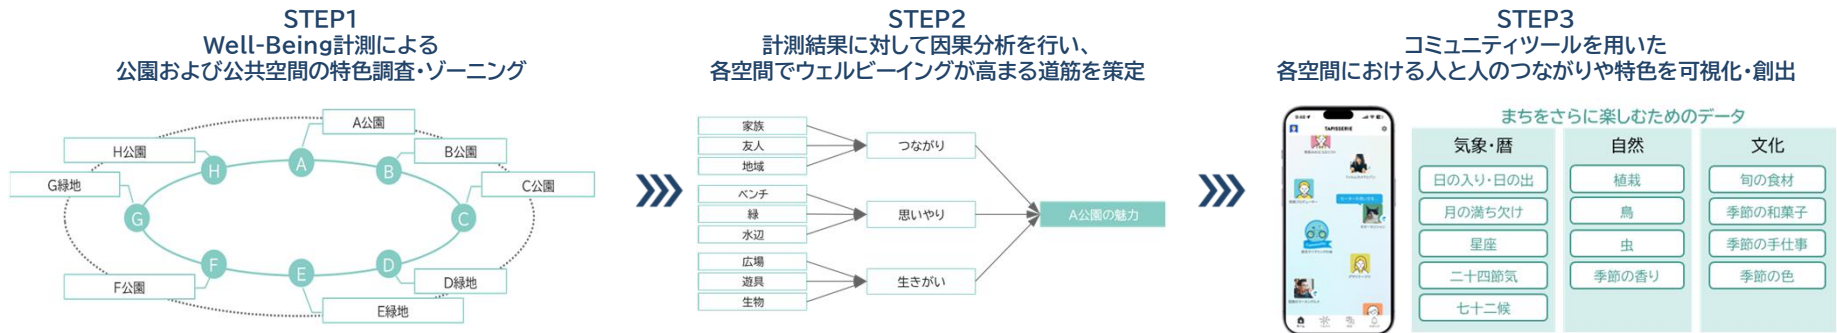 STEP1
Well-Being計測による
公園および公共空間の特色調査・ゾーニング
A公園
H公園
B公園
G緑地
C公園
A
H
B
G
C
F
E
D
F公園
D緑地
E緑地
STEP2
計測結果に対して因果分析を行い、
各空間でウェルビーイングが高まる道筋を策定
家族
友人
地域
つながり
ベンチ
緑
水辺
思いやり
A公園の魅力
広場
遊具
生物
生きがい
STEP3
コミュニティツールを用いた
各空間における人と人のつながりや特色を可視化・創出
TAPISSERIE
まちをさらに楽しむためのデータ
気象・暦
日の入り・日の出
月の満ち欠け
星座
二十四節気
七十二候
自然
植栽
鳥
虫
季節の香り
文化
旬の食材
季節の和菓子
季節の手仕事
季節の色